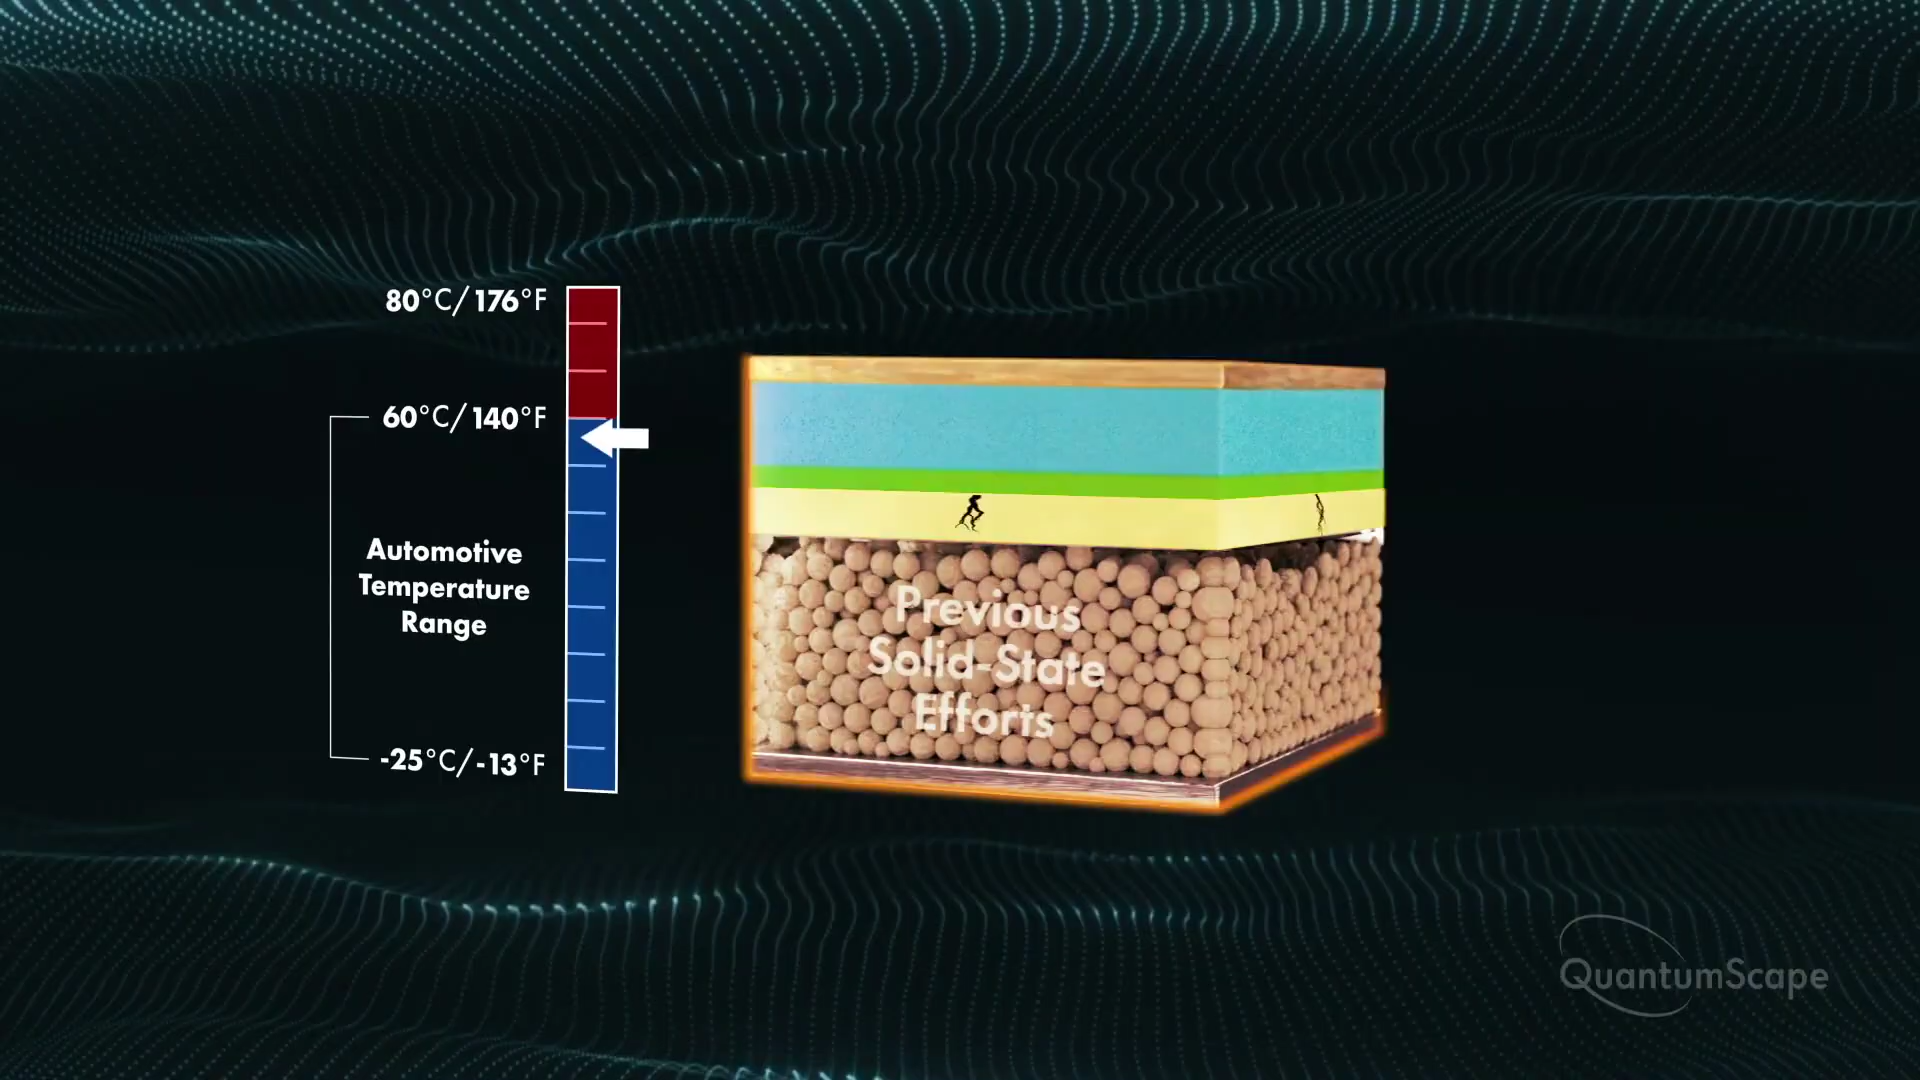 80°C/176°F
60°C/140°F
Automotive
Temperature
Range
-25°C/-13°F
Previous
Solid-State
Efforts
QuantumScape